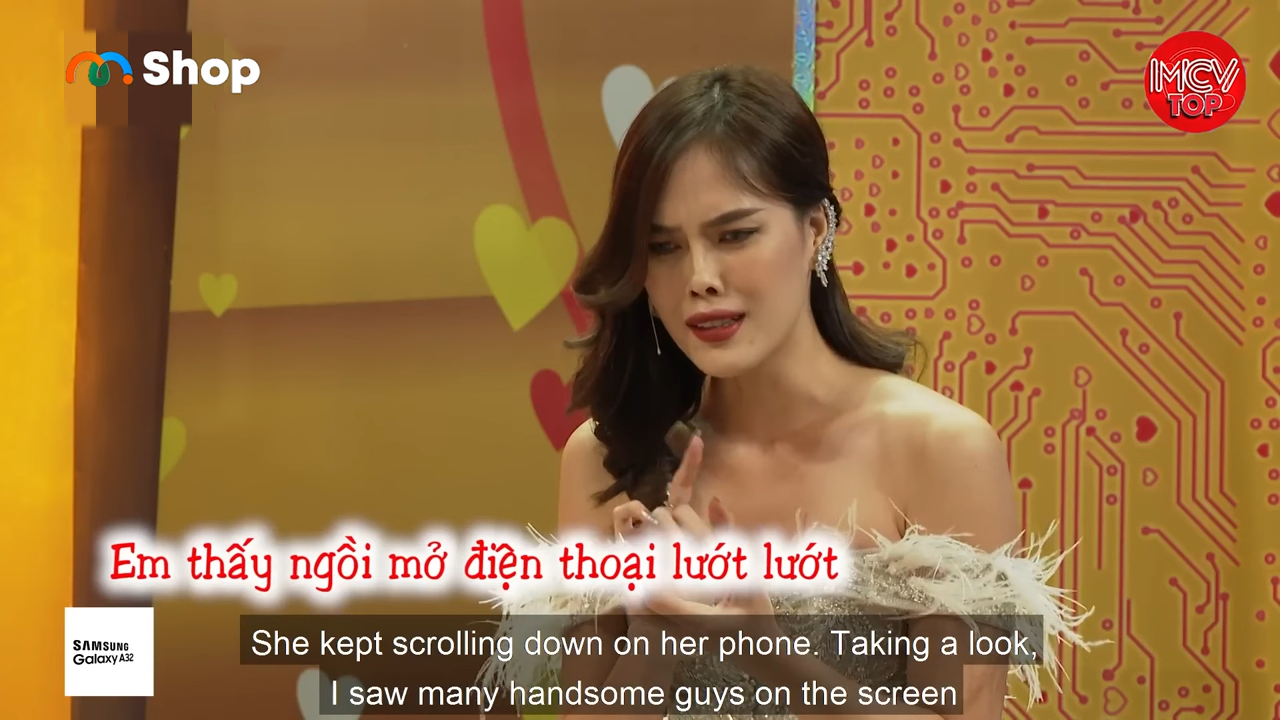 Shop
MCV
TOP
Em thấy ngồi mở điện thoại lướt lướt
SAMSUNG
Galaxy A32
She kept scrolling down on her phone. Taking a look,
I saw many handsome guys on the screen